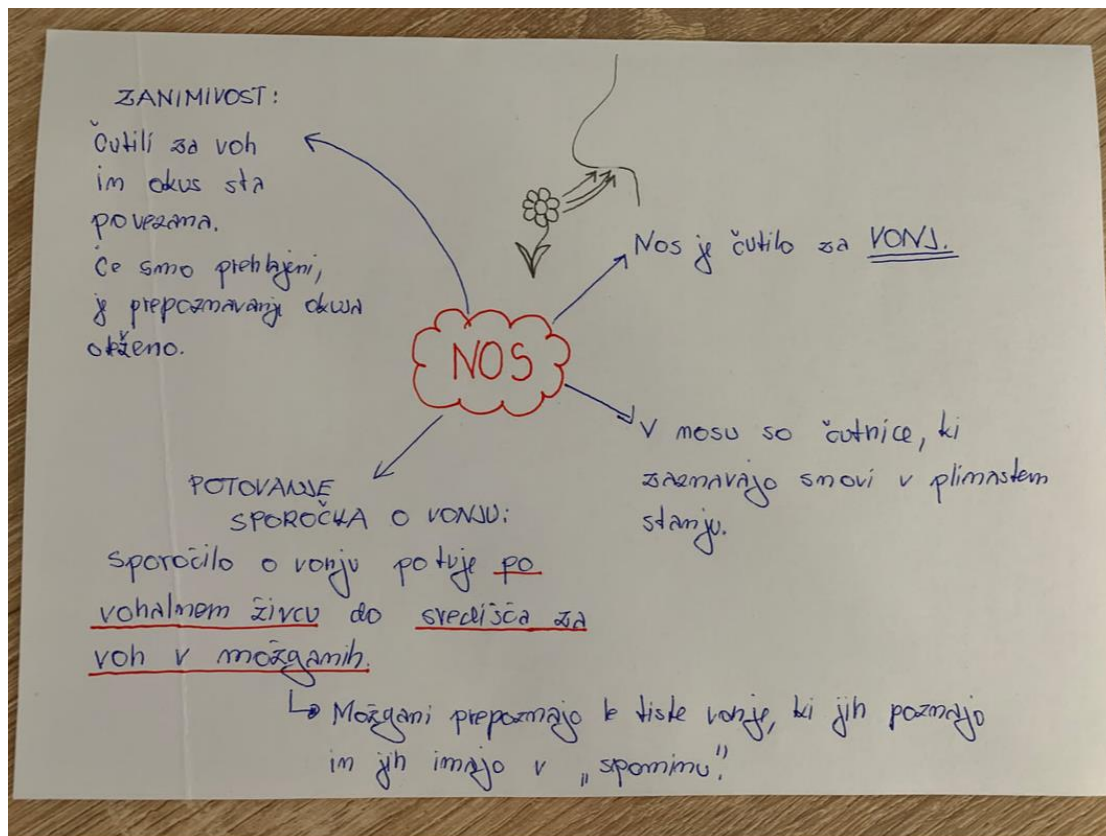 ZANIMIVOST:
Čutili za voh
in okus sta
povezana.
Če smo prehlajeni,
je prepoznavanje okusa
oteženo.
Nos je čutilo za VONJ.
NOS
V nosu so čutnice, ki
zaznavajo snovi v plinastem
stanju.
POTOVANJE
SPOROČILA O VONJU:
Sporočilo o vonju potuje po
vohalnem živcu do središča za
voh v možganih.
Možgani prepoznajo le tiste vonje, ki jih poznajo
in jih imajo v „spominu".